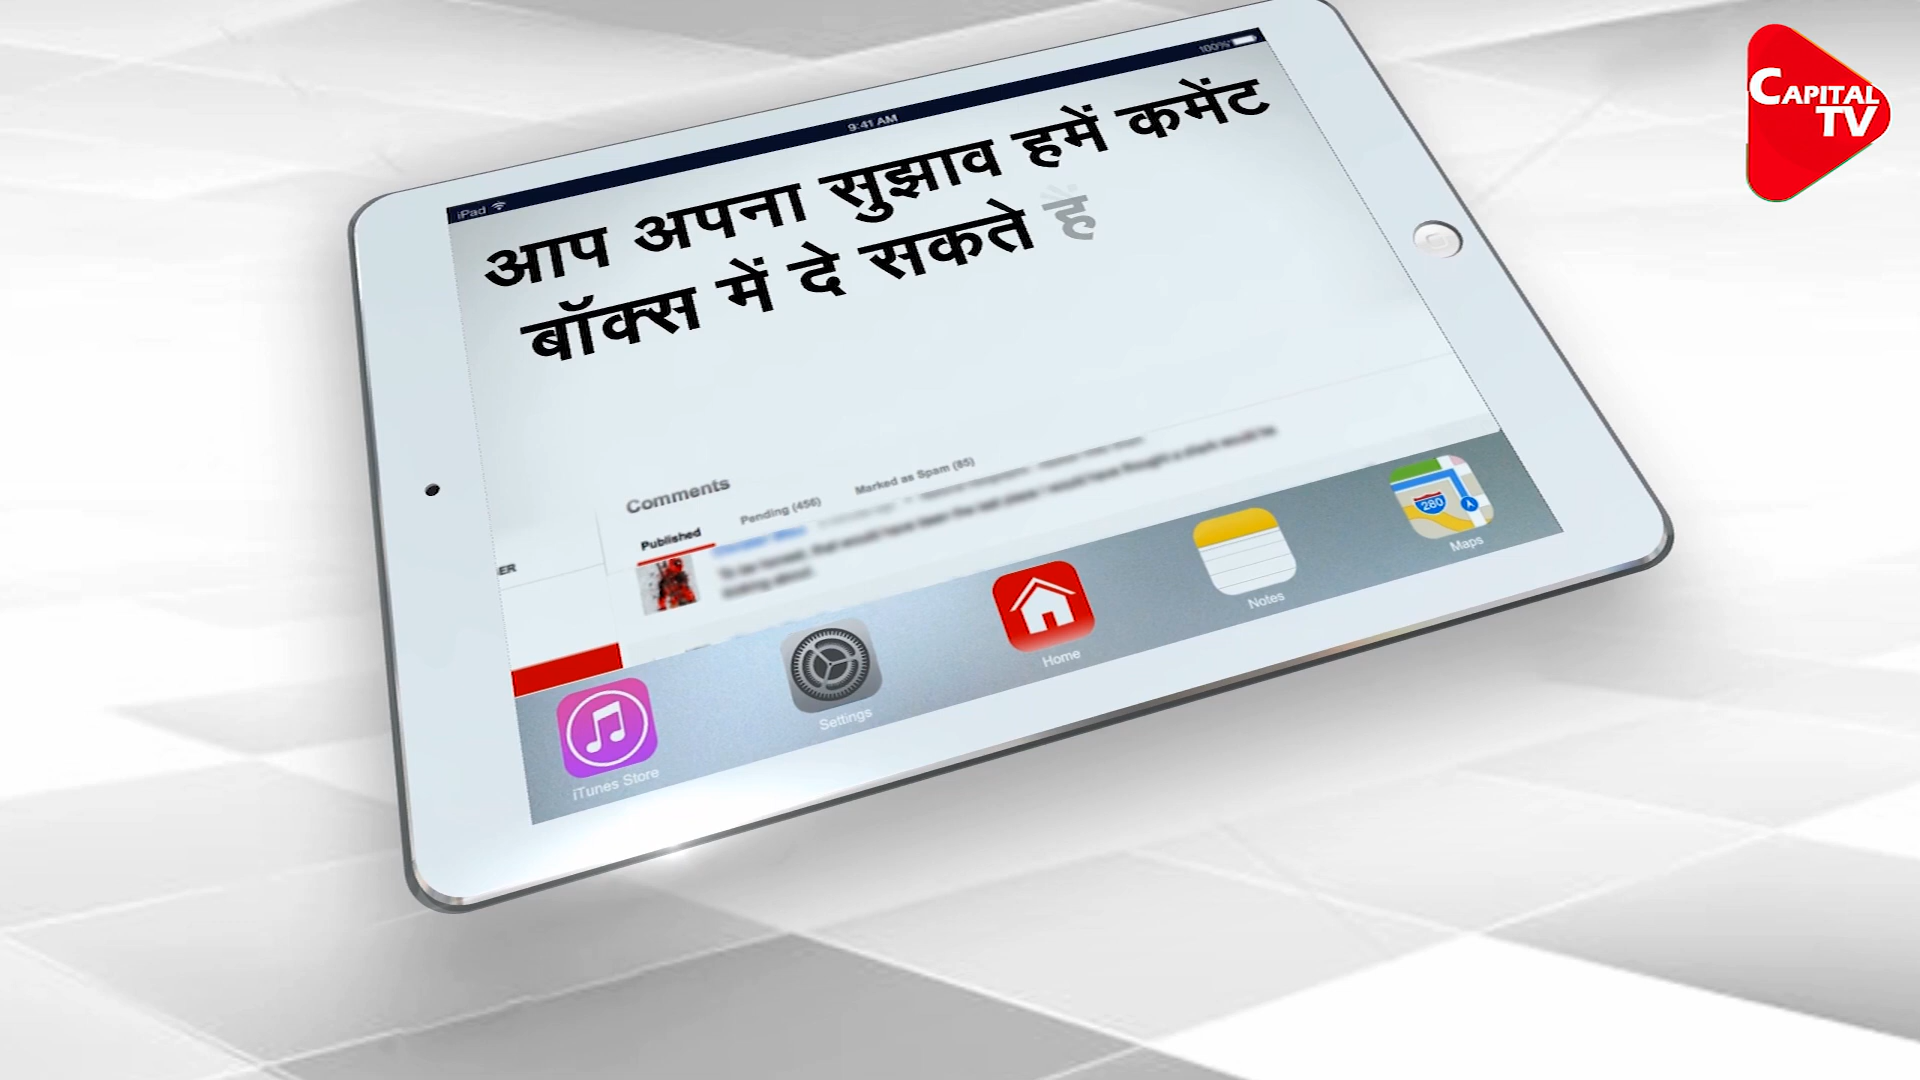 CAPITAL
TV
iPad
9:41 AM
100%
आप अपना सुझाव हमें कमेंट
बॉक्स में दे सकते
Comments
Published
Pending (456)
Marked as Spam (85)
ER
iTunes Store
Settings
Home
Notes
Maps
280